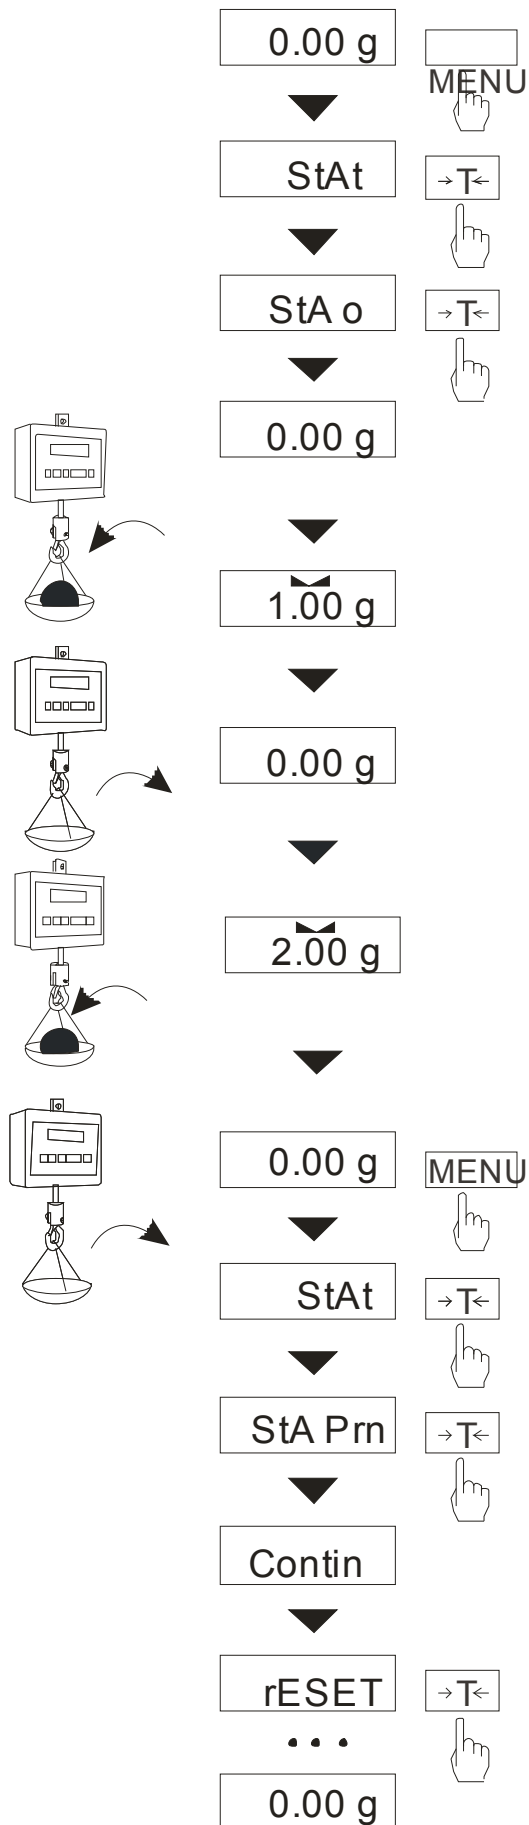 0.00 g
MENU
StAt
→T←
StA o
→T←
0.00 g
1.00 g
0.00 g
2.00 g
0.00 g
MENU
StAt
→T←
StA Prn
→T←
Contin
rESET
→T←
• • •
0.00 g